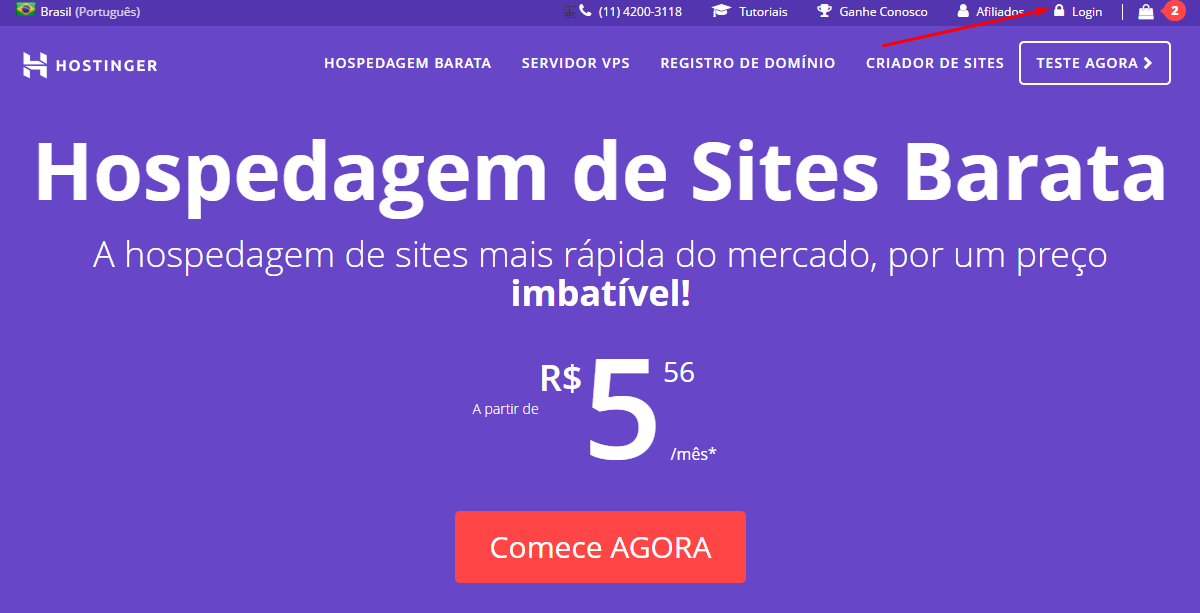 Brasil (Português) (11) 4200-3118 Tutoriais Ganhe Conosco Afiliados Login 2
HOSTINGER HOSPEDAGEM BARATA SERVIDOR VPS REGISTRO DE DOMÍNIO CRIADOR DE SITES TESTE AGORA
Hospedagem de Sites Barata
A hospedagem de sites mais rápida do mercado, por um preço
imbatível!
A partir de R$ 5 56 /mês*
Comece AGORA